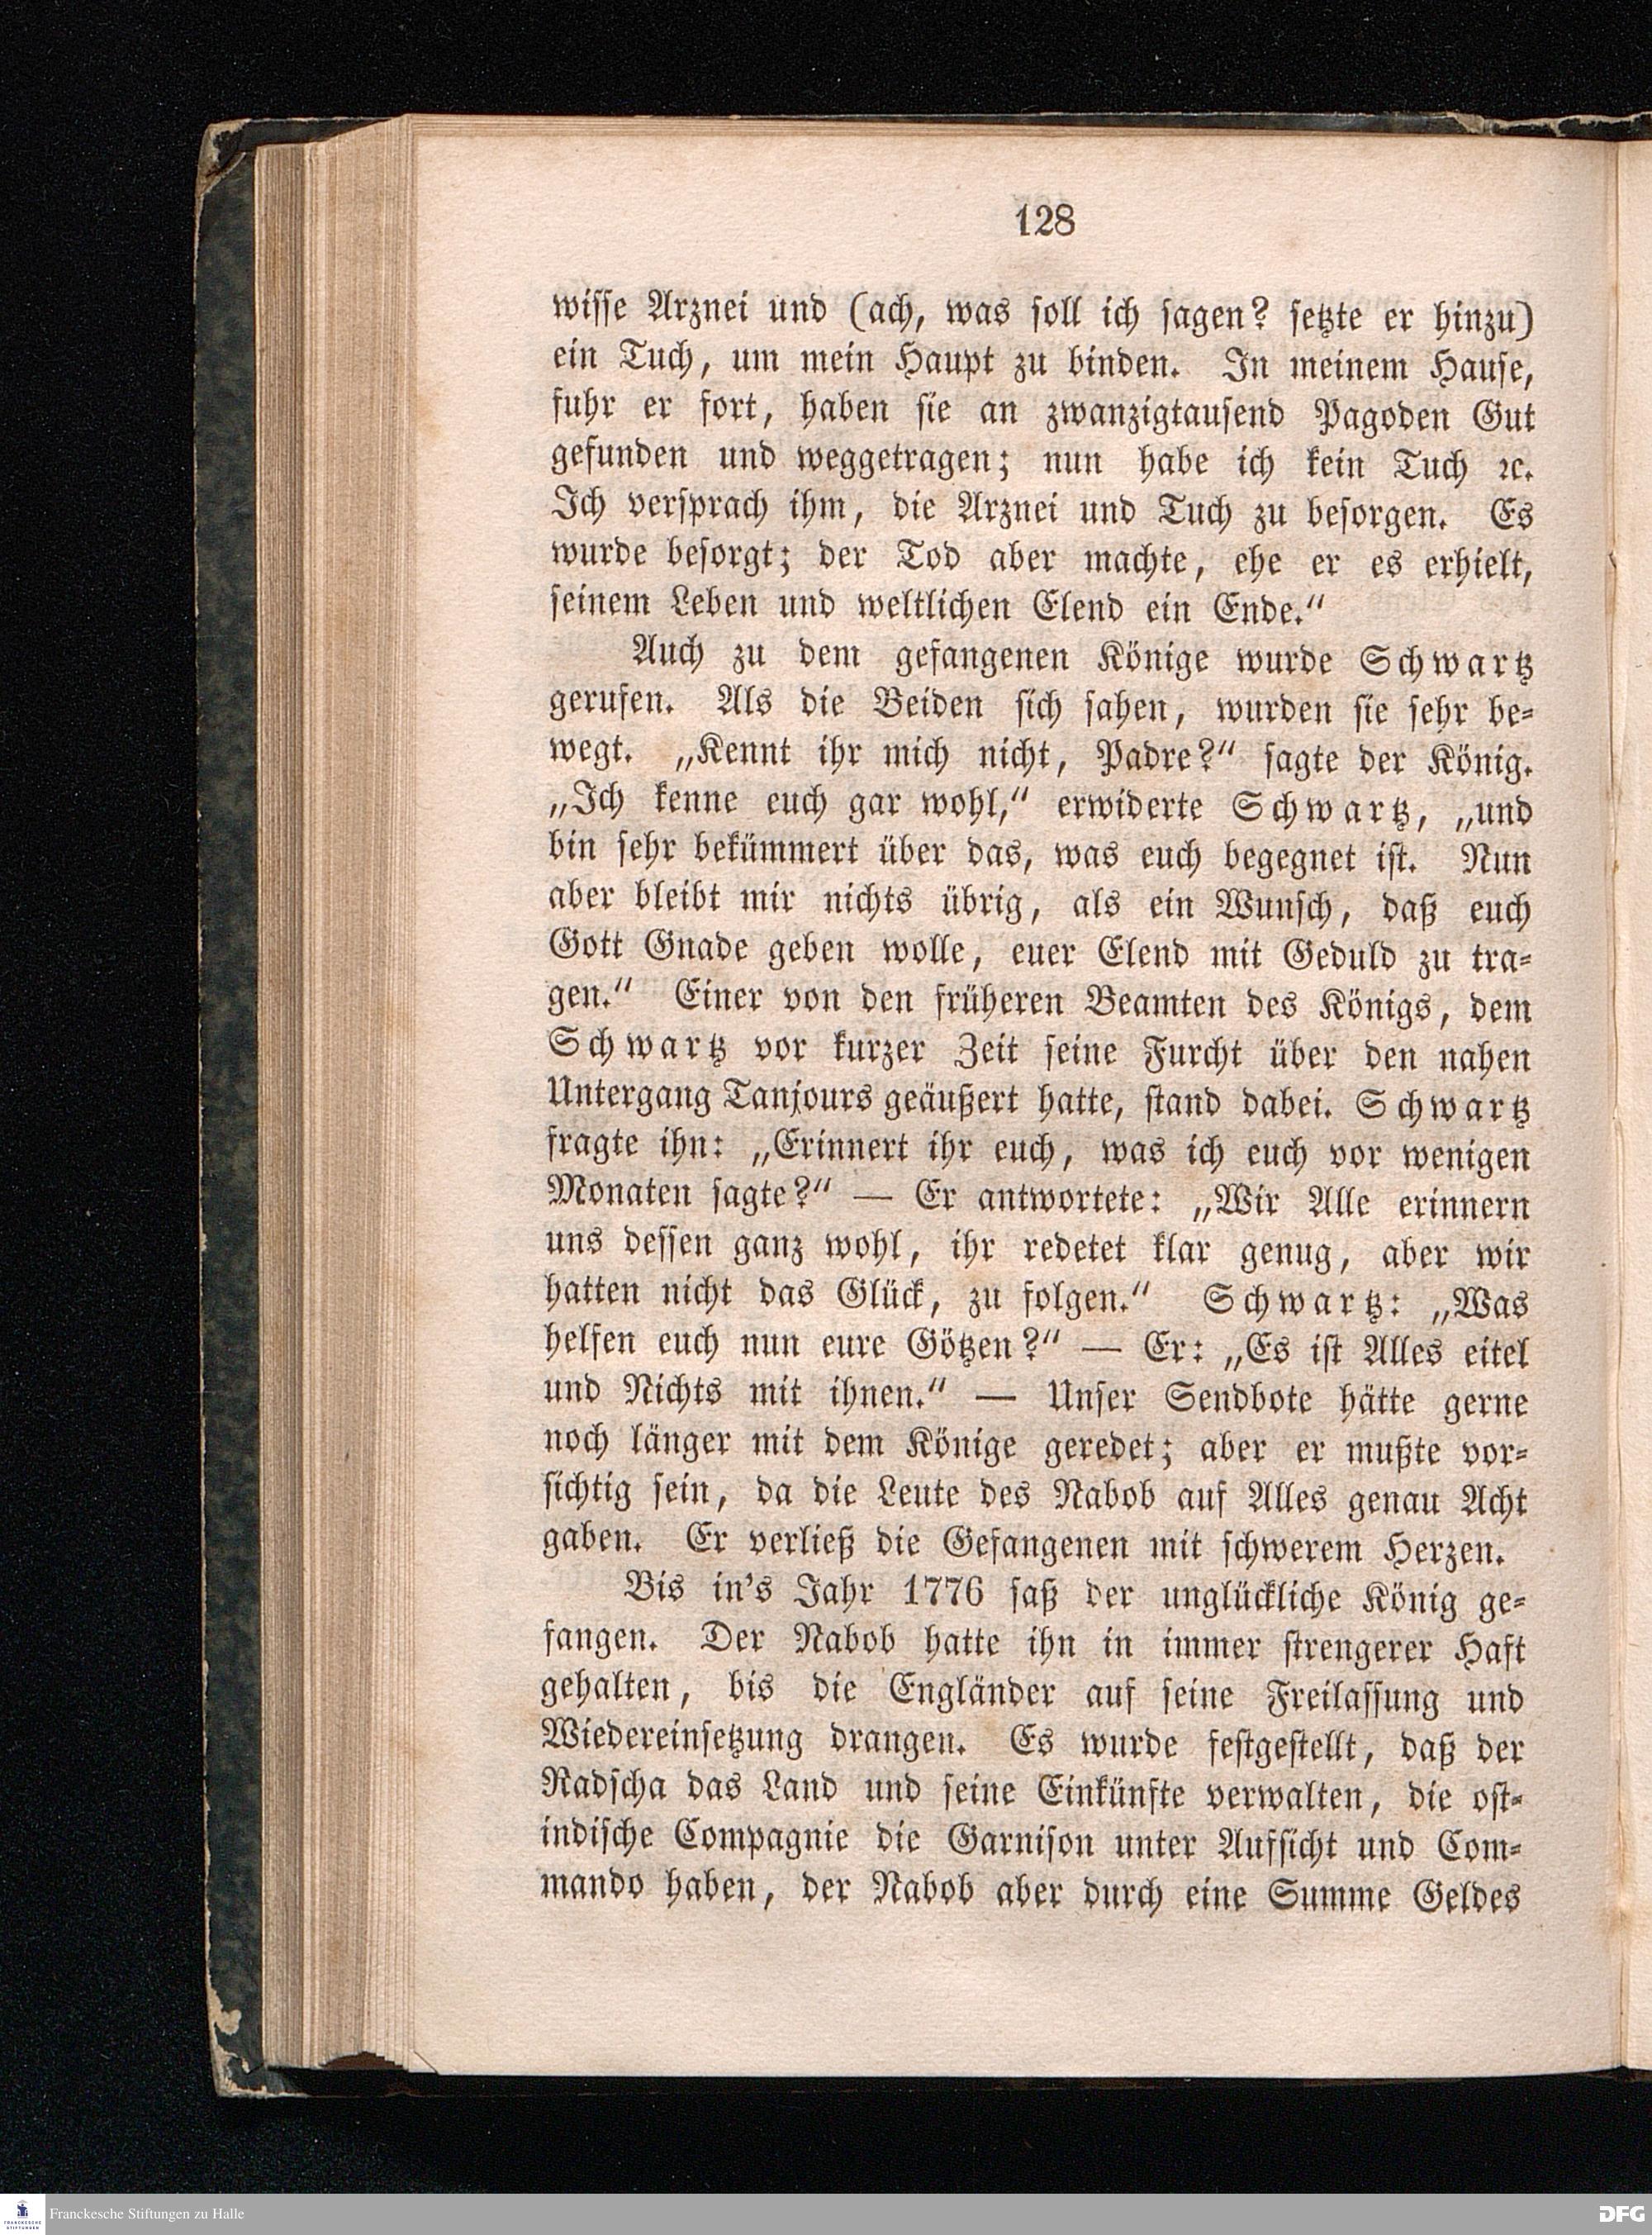 128
wisse Arznei und (ach, was soll ich sagen? setzte er hinzu)
ein Tuch, um mein Haupt zu binden. In meinem Hause,
fuhr er fort, haben sie an zwanzigtausend Pagoden Gut
gefunden und weggetragen; nun habe ich kein Tuch ꝛc.
Ich versprach ihm, die Arznei und Tuch zu besorgen. Es
wurde besorgt; der Tod aber machte, ehe er es erhielt,
seinem Leben und weltlichen Elend ein Ende.“
Auch zu dem gefangenen Könige wurde Schwartz
gerufen. Als die Beiden sich sahen, wurden sie sehr be-
wegt. „Kennt ihr mich nicht, Padre?“ sagte der König.
„Ich kenne euch gar wohl,“ erwiderte Schwartz, „und
bin sehr bekümmert über das, was euch begegnet ist. Nun
aber bleibt mir nichts übrig, als ein Wunsch, daß euch
Gott Gnade geben wolle, euer Elend mit Geduld zu tra-
gen.“ Einer von den früheren Beamten des Königs, dem
Schwartz vor kurzer Zeit seine Furcht über den nahen
Untergang Tanjours geäußert hatte, stand dabei. Schwartz
fragte ihn: „Erinnert ihr euch, was ich euch vor wenigen
Monaten sagte?“ — Er antwortete: „Wir Alle erinnern
uns dessen ganz wohl, ihr redetet klar genug, aber wir
hatten nicht das Glück, zu folgen.“ Schwartz: „Was
helfen euch nun eure Götzen?“ — Er: „Es ist Alles eitel
und Nichts mit ihnen.“ — Unser Sendbote hätte gerne
noch länger mit dem Könige geredet; aber er mußte vor-
sichtig sein, da die Leute des Nabob auf Alles genau Acht
gaben. Er verließ die Gefangenen mit schwerem Herzen.
Bis in's Jahr 1776 saß der unglückliche König ge-
fangen. Der Nabob hatte ihn in immer strengerer Haft
gehalten, bis die Engländer auf seine Freilassung und
Wiedereinsetzung drangen. Es wurde festgestellt, daß der
Radscha das Land und seine Einkünfte verwalten, die ost-
indische Compagnie die Garnison unter Aufsicht und Com-
mando haben, der Nabob aber durch eine Summe Geldes
FRANCKESCHE
STIFTUNGEN
Franckesche Stiftungen zu Halle
DFG